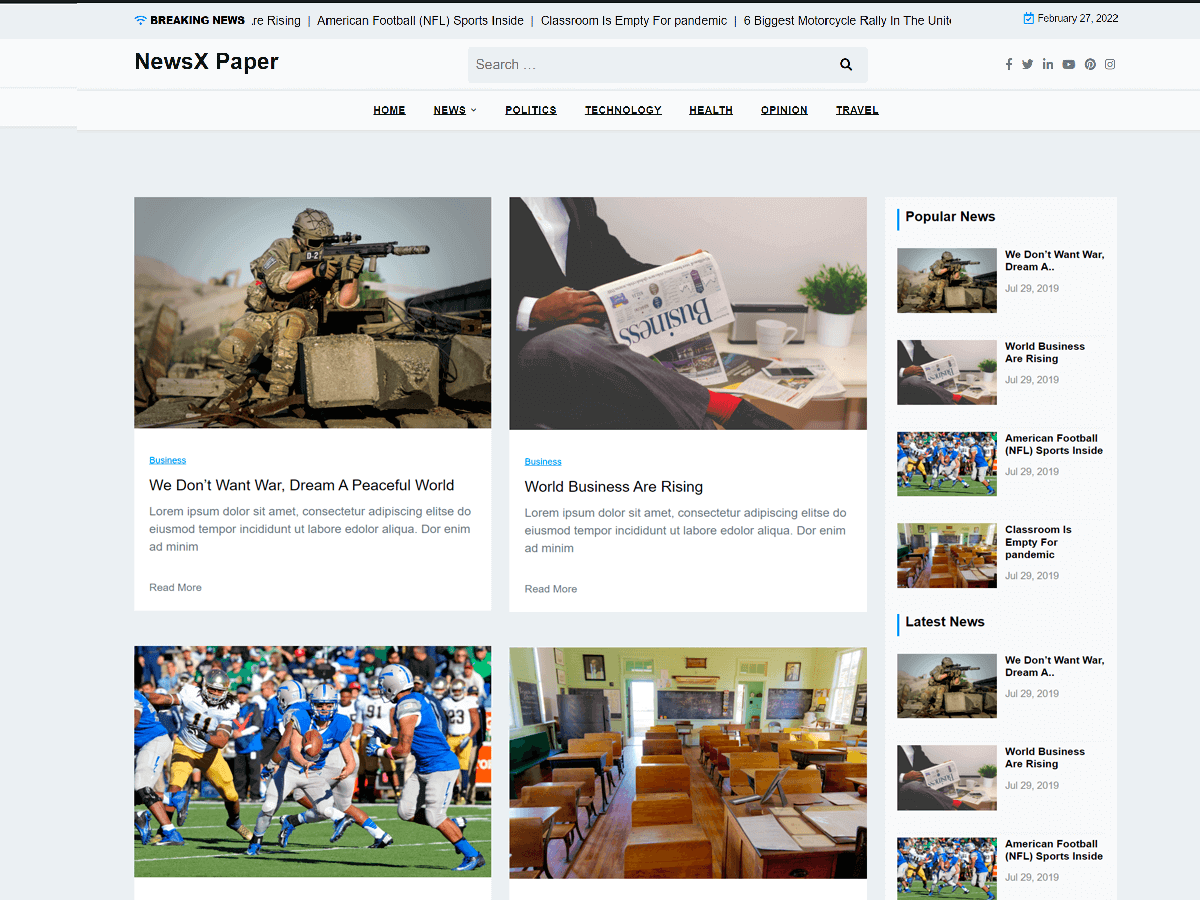 BREAKING NEWS re Rising | American Football (NFL) Sports Inside | Classroom Is Empty For pandemic | 6 Biggest Motorcycle Rally In The Unit
February 27, 2022
NewsX Paper
Search …
HOME NEWS POLITICS TECHNOLOGY HEALTH OPINION TRAVEL
D-2
Business
We Don’t Want War, Dream A Peaceful World
Lorem ipsum dolor sit amet, consectetur adipiscing elitse do
eiusmod tempor incididunt ut labore edolor aliqua. Dor enim
ad minim
Read More
Business
Business
World Business Are Rising
Lorem ipsum dolor sit amet, consectetur adipiscing elitse do
eiusmod tempor incididunt ut labore edolor aliqua. Dor enim
ad minim
Read More
11
91
23
Popular News
We Don’t Want War,
Dream A..
Jul 29, 2019
World Business
Are Rising
Jul 29, 2019
American Football
(NFL) Sports Inside
Jul 29, 2019
Classroom Is
Empty For
pandemic
Jul 29, 2019
Latest News
We Don’t Want War,
Dream A..
Jul 29, 2019
World Business
Are Rising
Jul 29, 2019
American Football
(NFL) Sports Inside
Jul 29, 2019